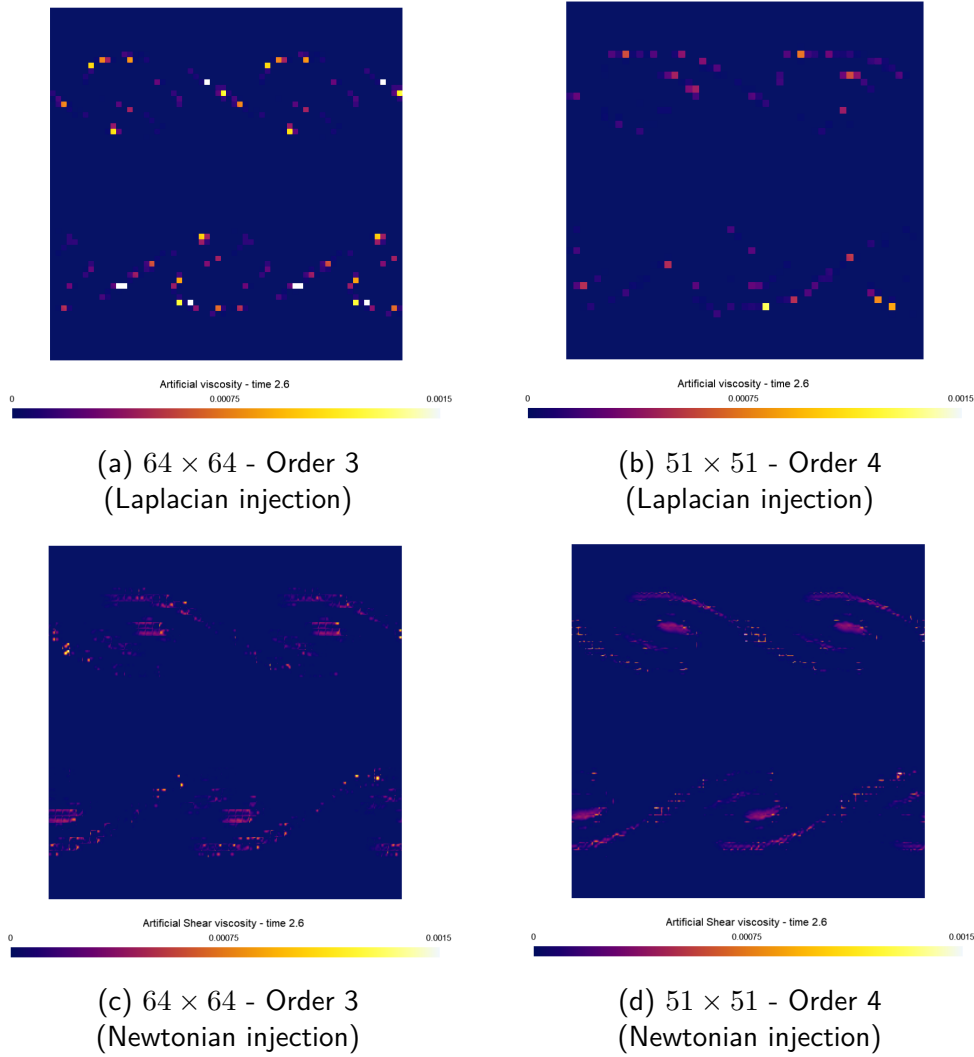 Artificial viscosity - time 2.6
0 0.00075 0.0015
(a) 64 × 64 - Order 3
(Laplacian injection)
Artificial viscosity - time 2.6
0 0.00075 0.0015
(b) 51 × 51 - Order 4
(Laplacian injection)
Artificial Shear viscosity - time 2.6
0 0.00075 0.0015
(c) 64 × 64 - Order 3
(Newtonian injection)
Artificial Shear viscosity - time 2.6
0 0.00075 0.0015
(d) 51 × 51 - Order 4
(Newtonian injection)